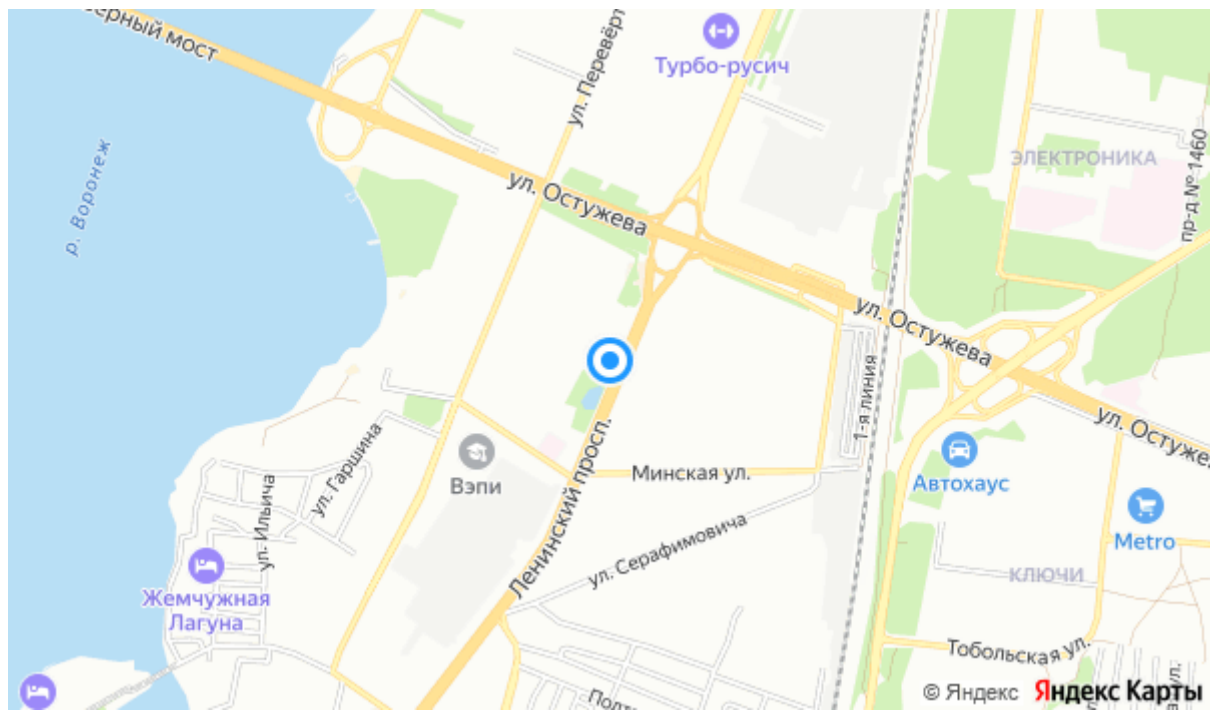 ерный мост
ул. Перевёрт
Турбо-русич
р. Воронеж
ул. Остужева
ЭЛЕКТРОНИКА
пр-д № 1460
ул. Остужева
1-я линия
ул. Остужев
Ленинский просп.
ул. Гаршина
Вэпи
Минская ул.
Автохаус
ул. Ильича
ул. Серафимовича
Metro
Жемчужная
Лагуна
КЛЮЧИ
Тобольская ул.
Полт
ул.
© Яндекс Яндекс Карты